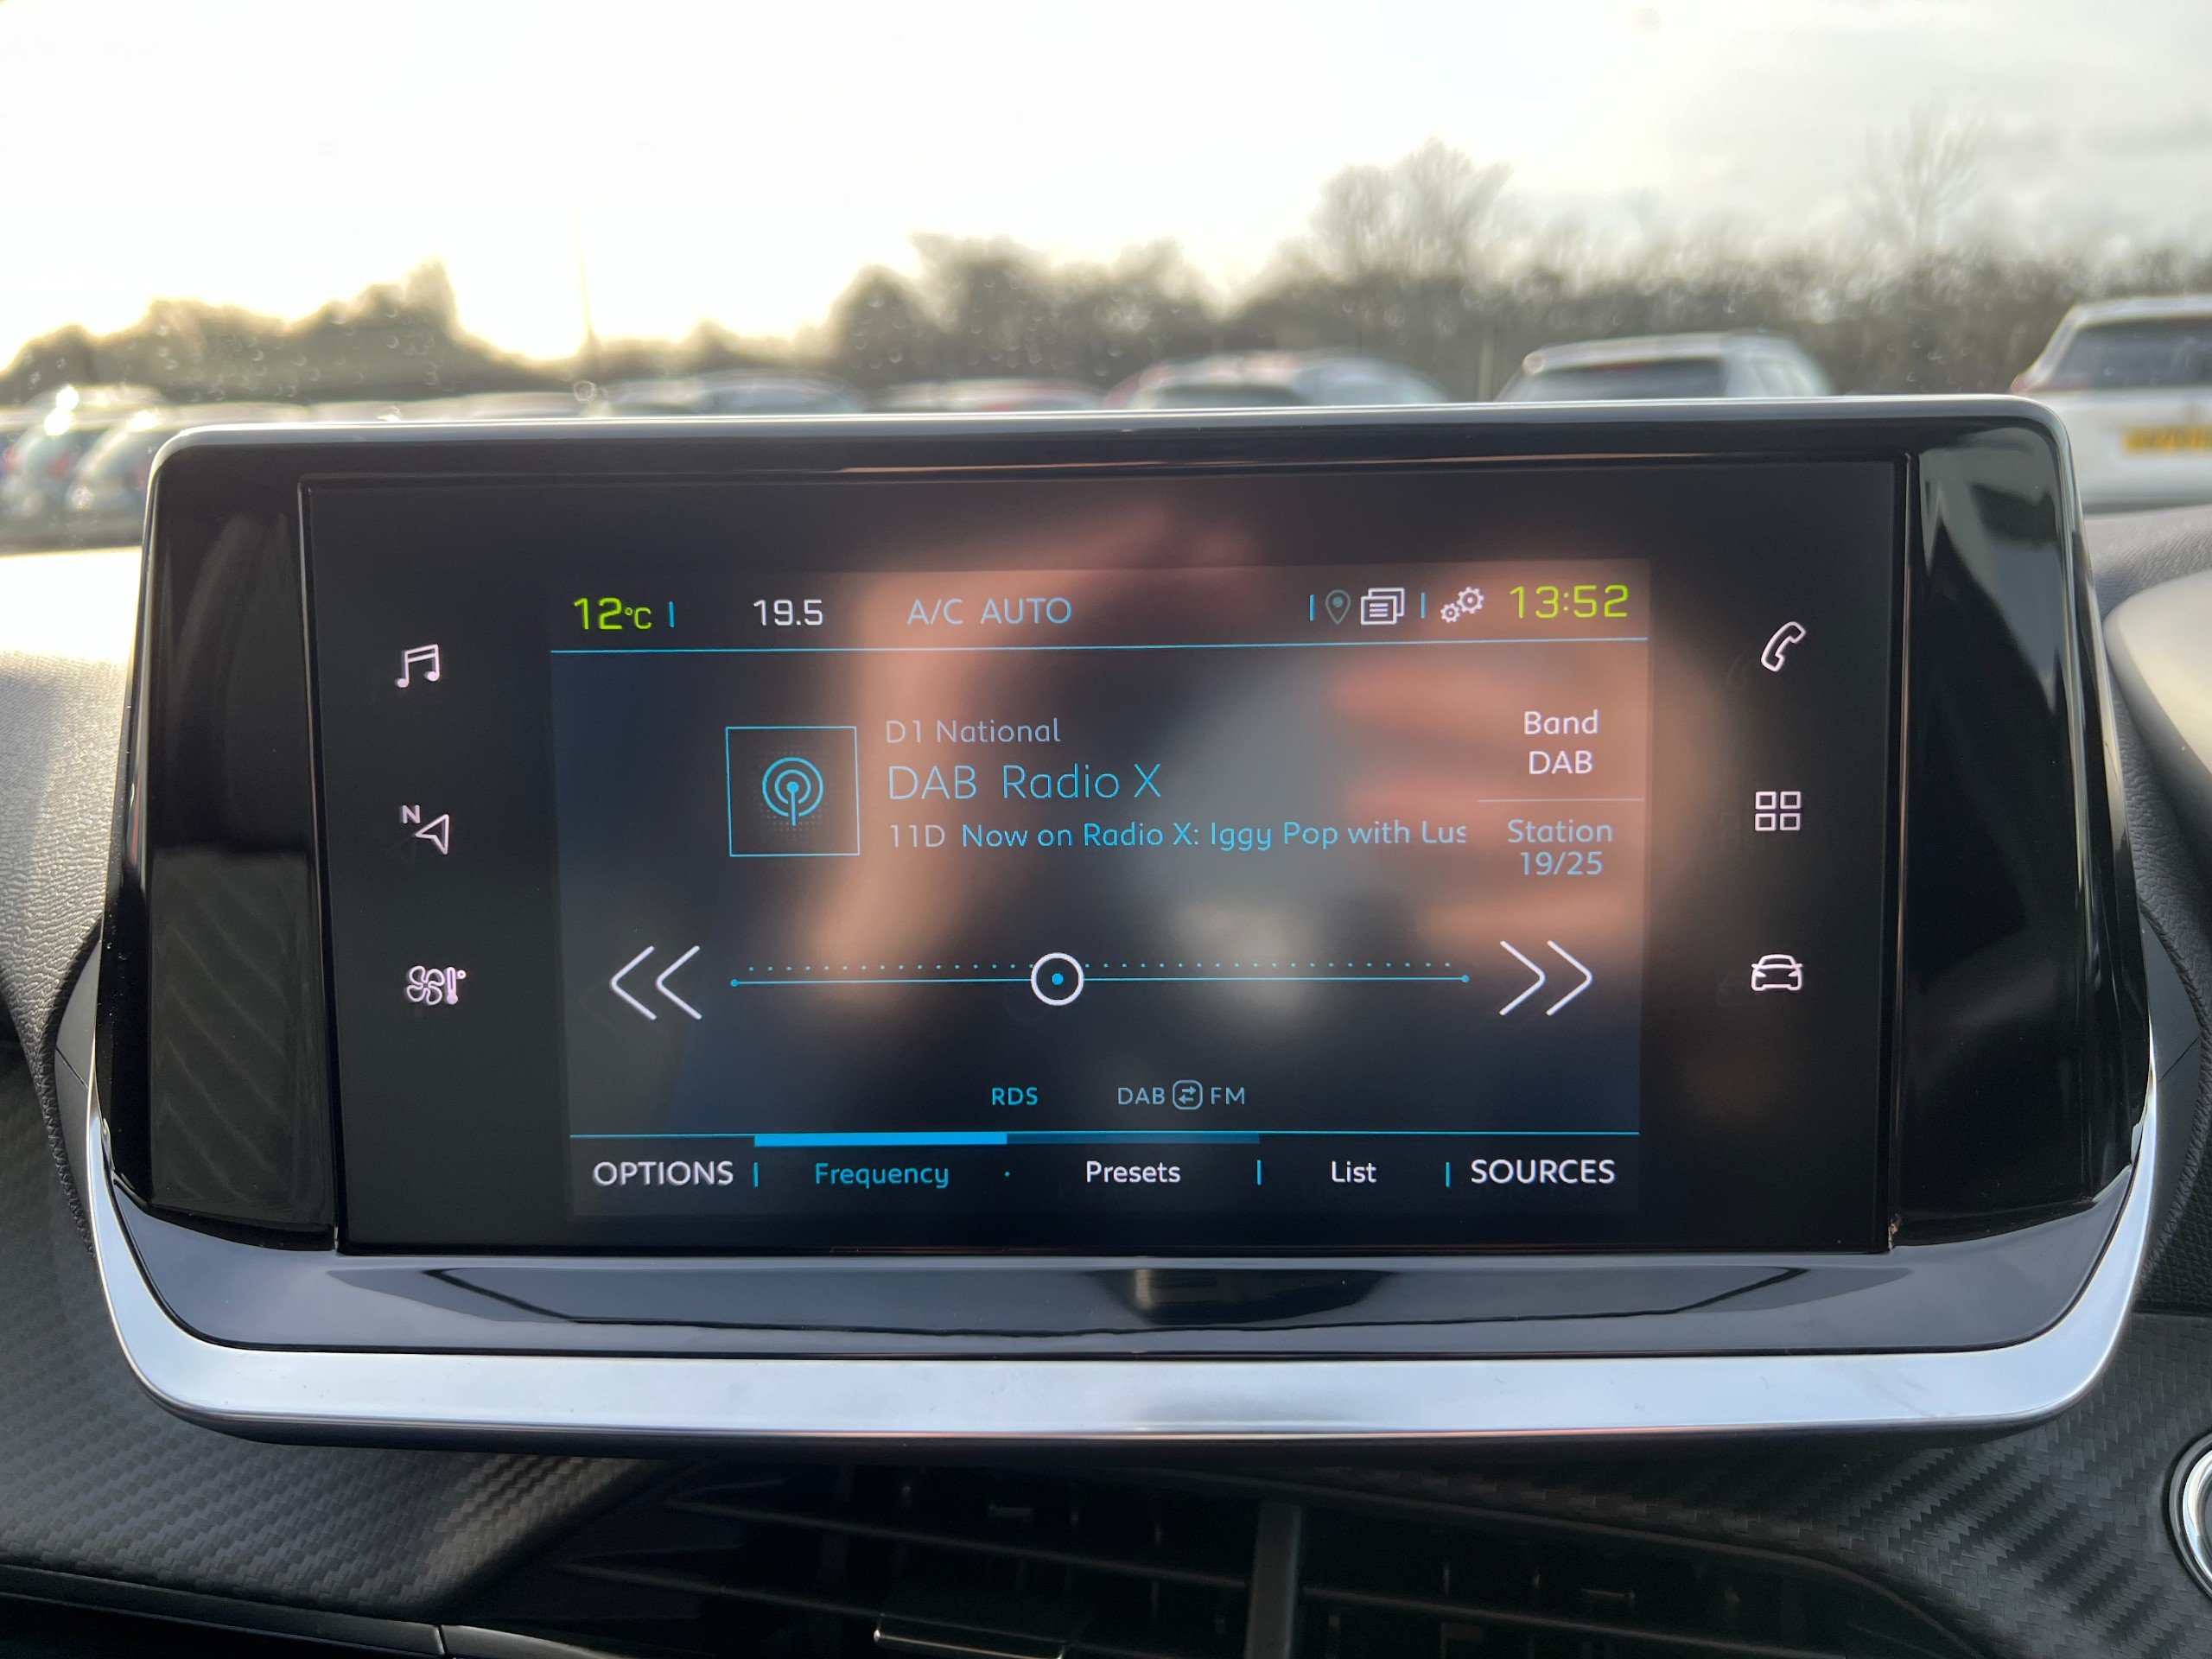 12°C 19.5 A/C AUTO 13:52
N
D1 National
DAB Radio X
11D Now on Radio X: Iggy Pop with Lus
Band
DAB
Station
19/25
RDS DAB FM
OPTIONS Frequency Presets List SOURCES